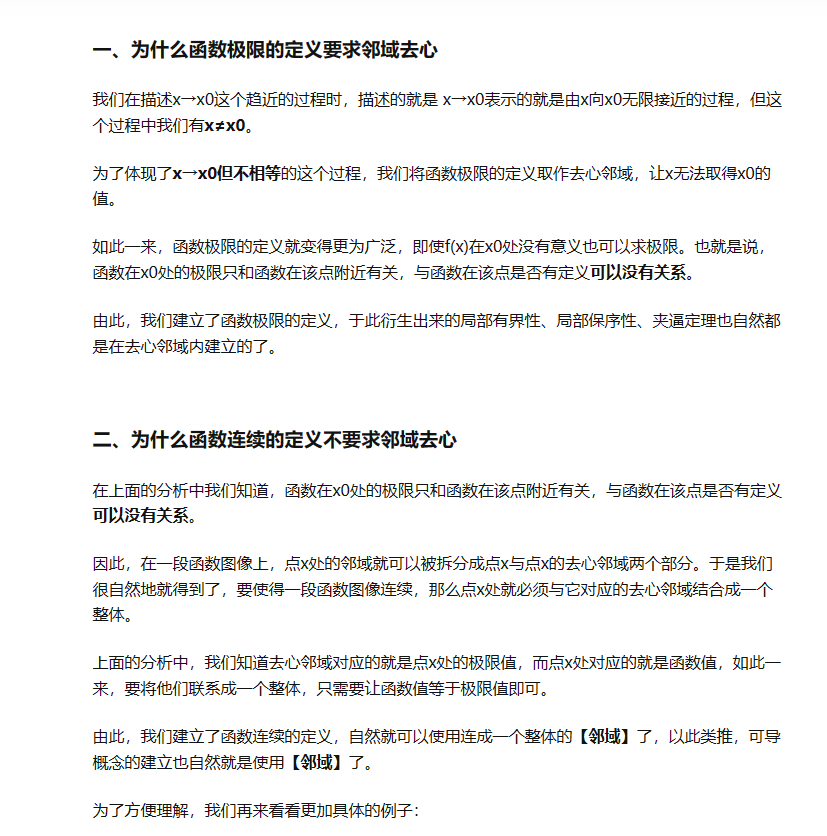 一、为什么函数极限的定义要求邻域去心
我们在描述x→x0这个趋近的过程时，描述的就是 x→x0表示的就是由x向x0无限接近的过程，但这
个过程中我们有x≠x0。
为了体现了x→x0但不相等的这个过程，我们将函数极限的定义取作去心邻域，让x无法取得x0的
值。
如此一来，函数极限的定义就变得更为广泛，即使f(x)在x0处没有意义也可以求极限。也就是说，
函数在x0处的极限只和函数在该点附近有关，与函数在该点是否有定义可以没有关系。
由此，我们建立了函数极限的定义，于此衍生出来的局部有界性、局部保序性、夹逼定理也自然都
是在去心邻域内建立的了。
二、为什么函数连续的定义不要求邻域去心
在上面的分析中我们知道，函数在x0处的极限只和函数在该点附近有关，与函数在该点是否有定义
可以没有关系。
因此，在一段函数图像上，点x处的邻域就可以被拆分成点x与点x的去心邻域两个部分。于是我们
很自然地就得到了，要使得一段函数图像连续，那么点x处就必须与它对应的去心邻域结合成一个
整体。
上面的分析中，我们知道去心邻域对应的就是点x处的极限值，而点x处对应的就是函数值，如此一
来，要将他们联系成一个整体，只需要让函数值等于极限值即可。
由此，我们建立了函数连续的定义，自然就可以使用连成一个整体的【邻域】了，以此类推，可导
概念的建立也自然就是使用【邻域】了。
为了方便理解，我们再来看看更加具体的例子：